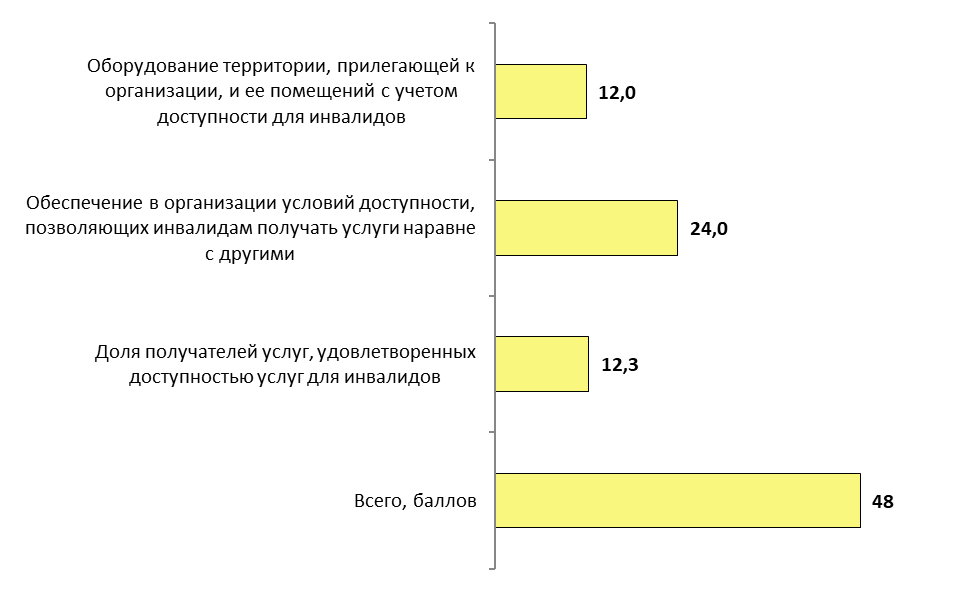 Оборудование территории, прилегающей к
организации, и ее помещений с учетом
доступности для инвалидов
12,0
Обеспечение в организации условий доступности,
позволяющих инвалидам получать услуги наравне
с другими
24,0
Доля получателей услуг, удовлетворенных
доступностью услуг для инвалидов
12,3
Всего, баллов
48